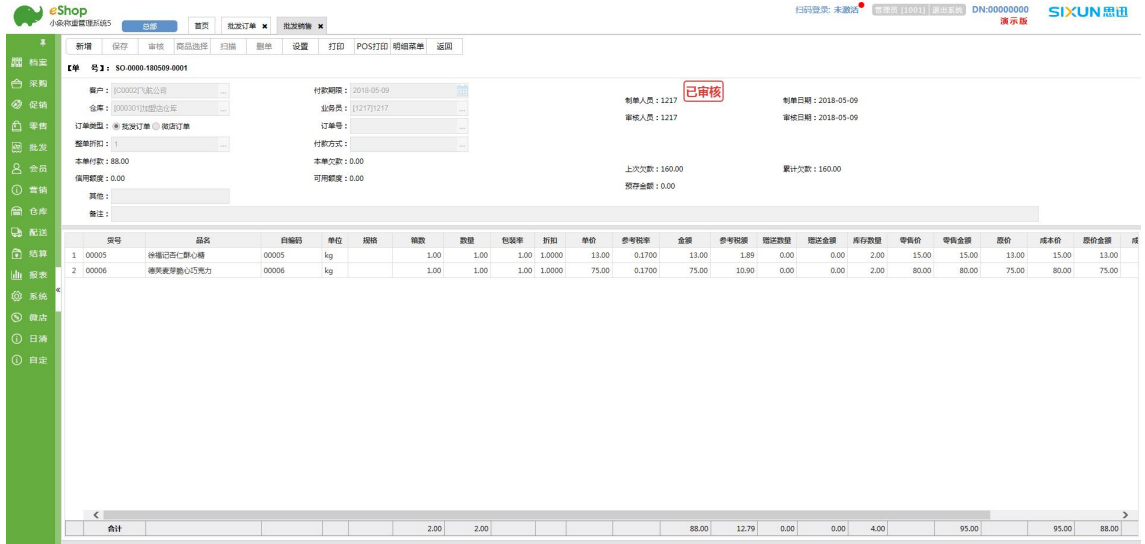 eShop
小象称重管理系统5 总部 首页 批发订单 × 批发销售 × 扫码登录: 未激活 管理员 [1001] | 退出系统 DN:00000000 SIXUN思迅
演示版
新增 保存 审核 商品选择 扫描 删单 设置 打印 POS打印 明细菜单 返回
【单 号】: SO-0000-180509-0001
档案
采购
促销
零售
批发
会员
营销
仓库
配送
结算
报表
系统
微店
日清
自定
客户: [C0002]飞航公司 ... 付款期限: 2018-05-09 制单人员: 1217 已审核 制单日期: 2018-05-09
仓库: [000301]加盟店仓库 ... 业务员: [1217]1217 ... 审核人员: 1217 审核日期: 2018-05-09
订单类型: 批发订单 微店订单 订单号: ...
整单折扣: 1 ... 付款方式: ...
本单付款: 88.00 本单欠款: 0.00 上次欠款: 160.00 累计欠款: 160.00
信用额度: 0.00 可用额度: 0.00 预存金额: 0.00
其他:
备注:
货号 品名 自编码 单位 规格 箱数 数量 包装率 折扣 单价 参考税率 金额 参考税额 赠送数量 赠送金额 库存数量 零售价 零售金额 原价 成本价 原价金额
1 00005 徐福记杏仁酥心糖 00005 kg 1.00 1.00 1.00 1.0000 13.00 0.1700 13.00 1.89 0.00 0.00 2.00 15.00 15.00 13.00 15.00 13.00
2 00006 德芙麦芽脆心巧克力 00006 kg 1.00 1.00 1.00 1.0000 75.00 0.1700 75.00 10.90 0.00 0.00 2.00 80.00 80.00 75.00 80.00 75.00
合计 2.00 2.00 88.00 12.79 0.00 0.00 4.00 95.00 95.00 88.00